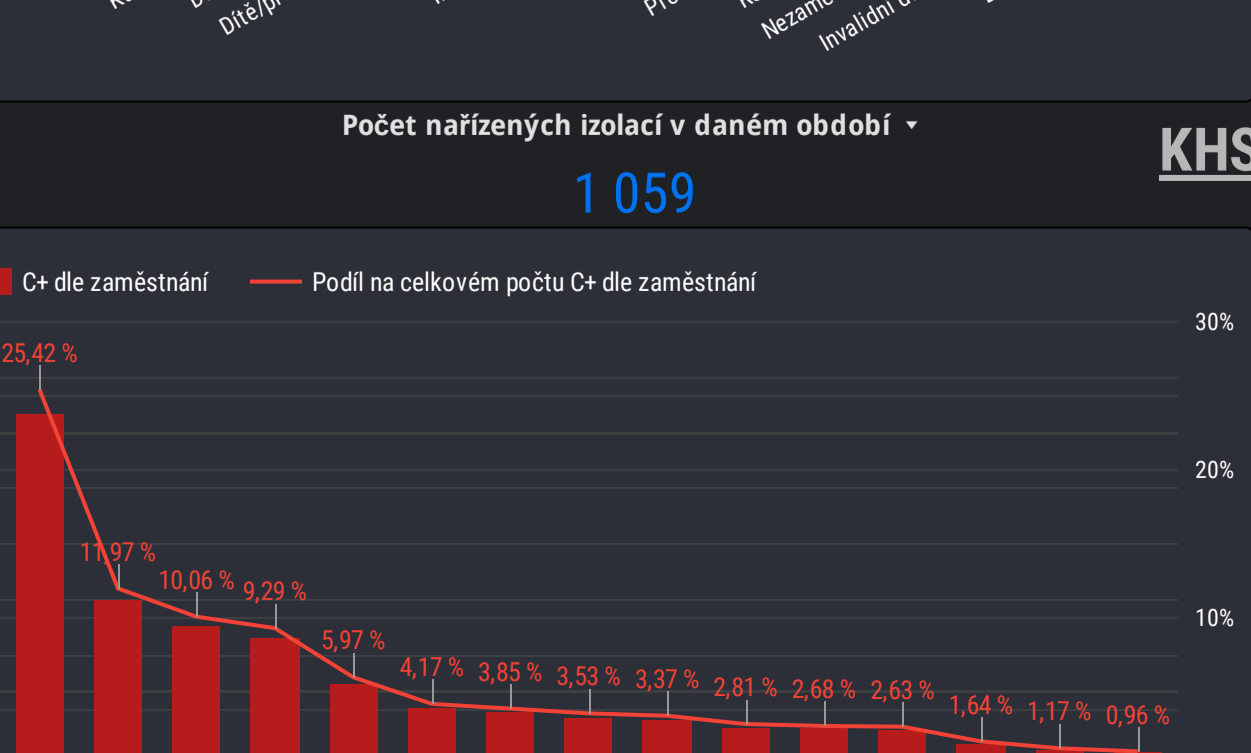 Dítě/př
Nezamě
Invalidní d
Počet nařízených izolací v daném období
KHS
1 059
C+ dle zaměstnání
Podíl na celkovém počtu C+ dle zaměstnání
30%
25,42 %
20%
11,97 %
10,06 %
9,29 %
10%
5,97 %
4,17 %
3,85 %
3,53 %
3,37 %
2,81 %
2,68 %
2,63 %
1,64 %
1,17 %
0,96 %